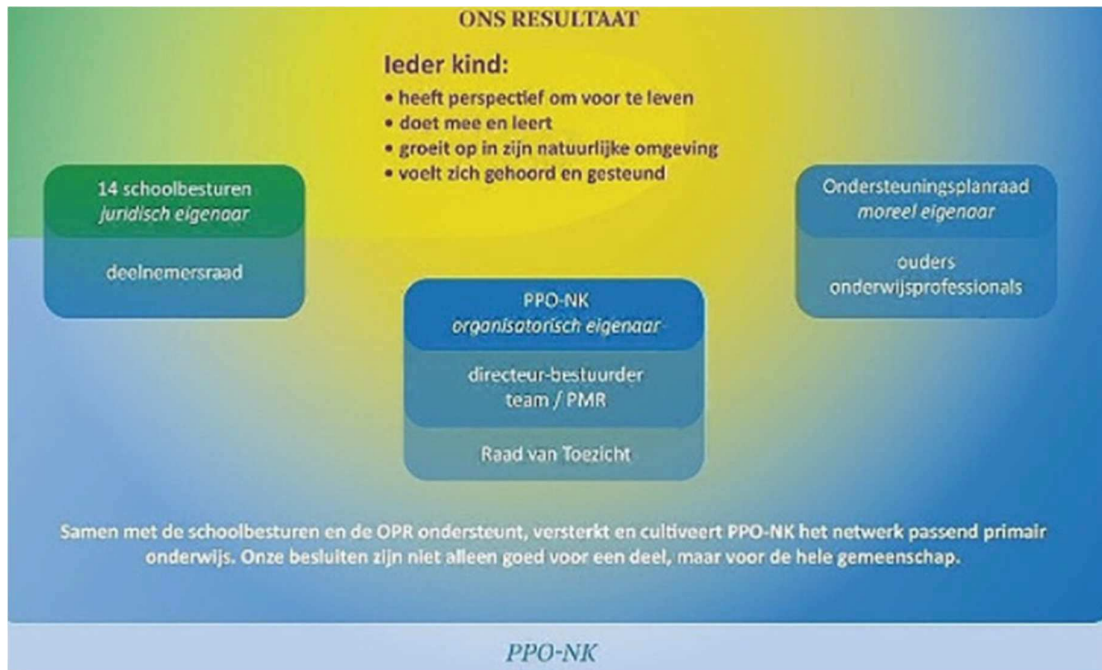 ONS RESULTAAT
Ieder kind:
• heeft perspectief om voor te leven
• doet mee en leert
• groeit op in zijn natuurlijke omgeving
• voelt zich gehoord en gesteund
14 schoolbesturen
juridisch eigenaar
deelnemersraad
PPO-NK
organisatorisch eigenaar
directeur-bestuurder
team / PMR
Raad van Toezicht
Ondersteuningsplanraad
moreel eigenaar
ouders
onderwijsprofessionals
Samen met de schoolbesturen en de OPR ondersteunt, versterkt en cultiveert PPO-NK het netwerk passend primair
onderwijs. Onze besluiten zijn niet alleen goed voor een deel, maar voor de hele gemeenschap.
PPO-NK